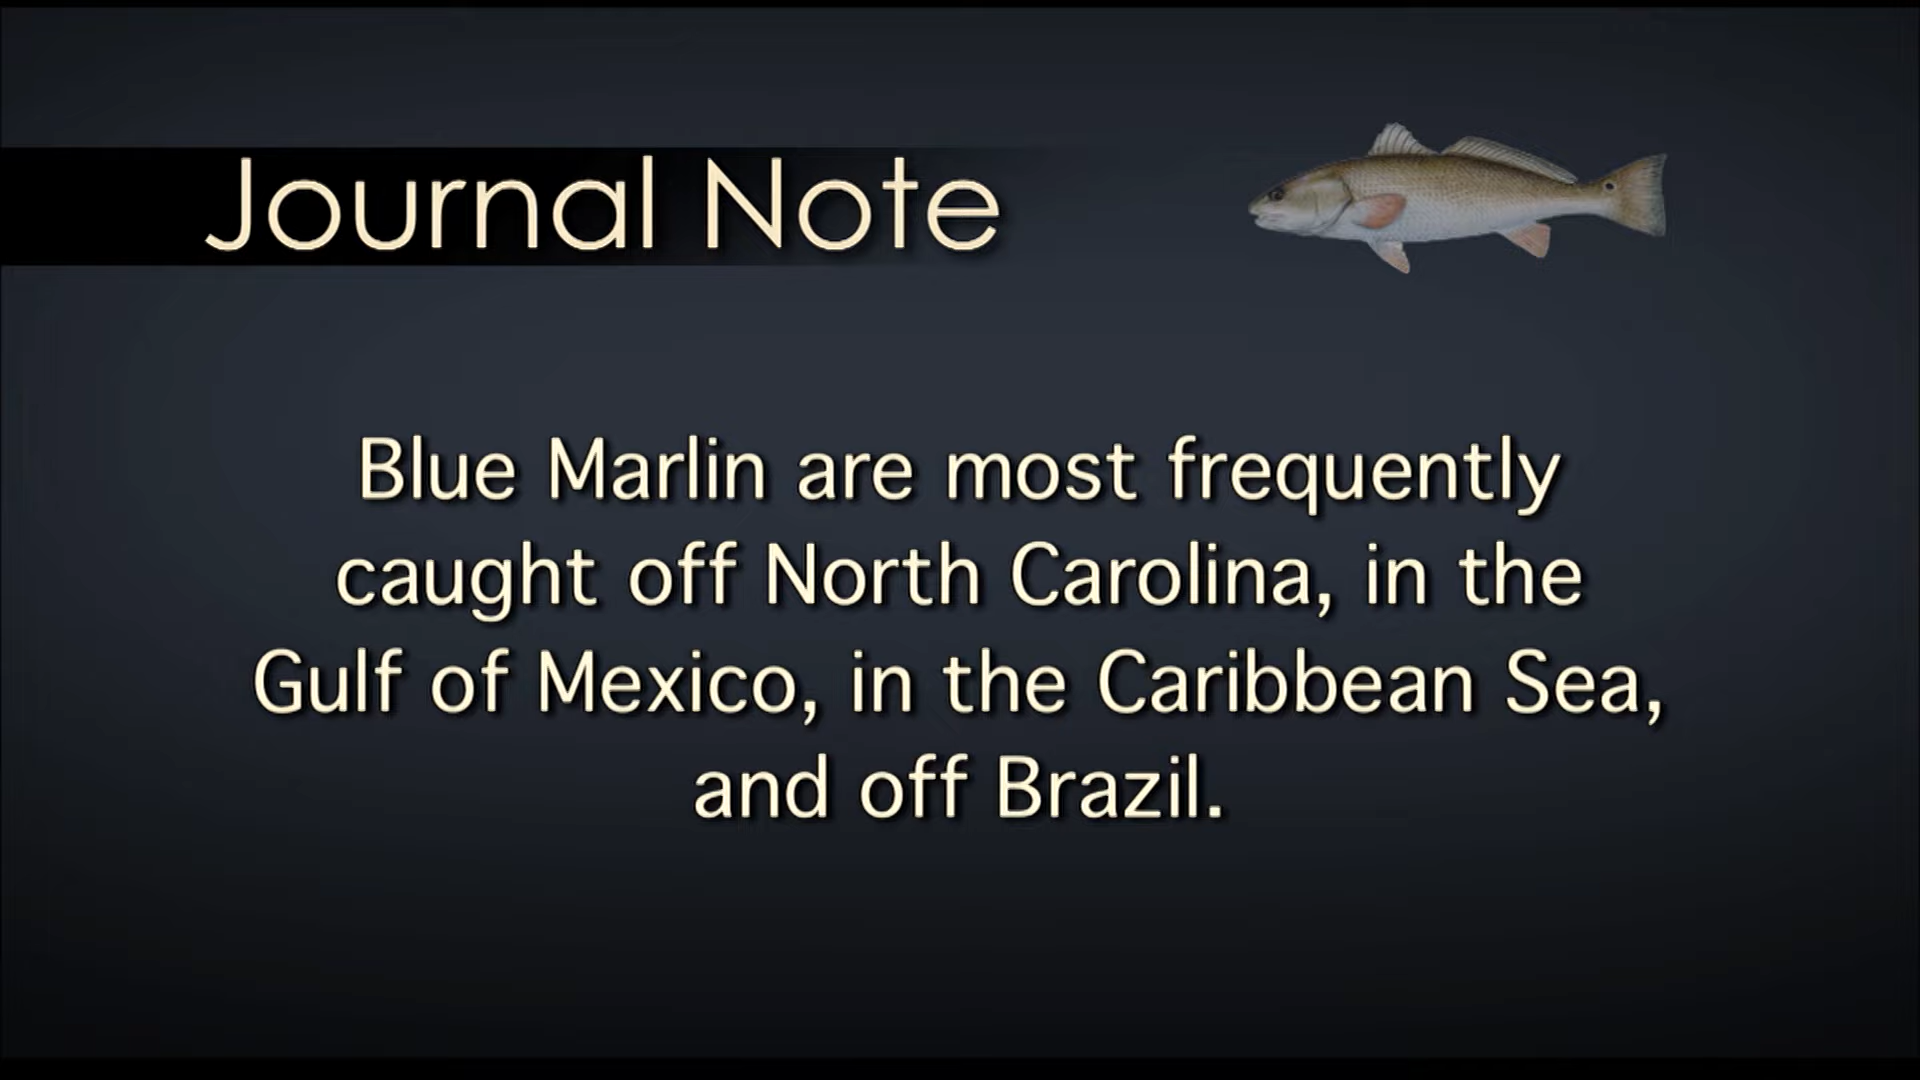 Journal Note
Blue Marlin are most frequently
caught off North Carolina, in the
Gulf of Mexico, in the Caribbean Sea,
and off Brazil.